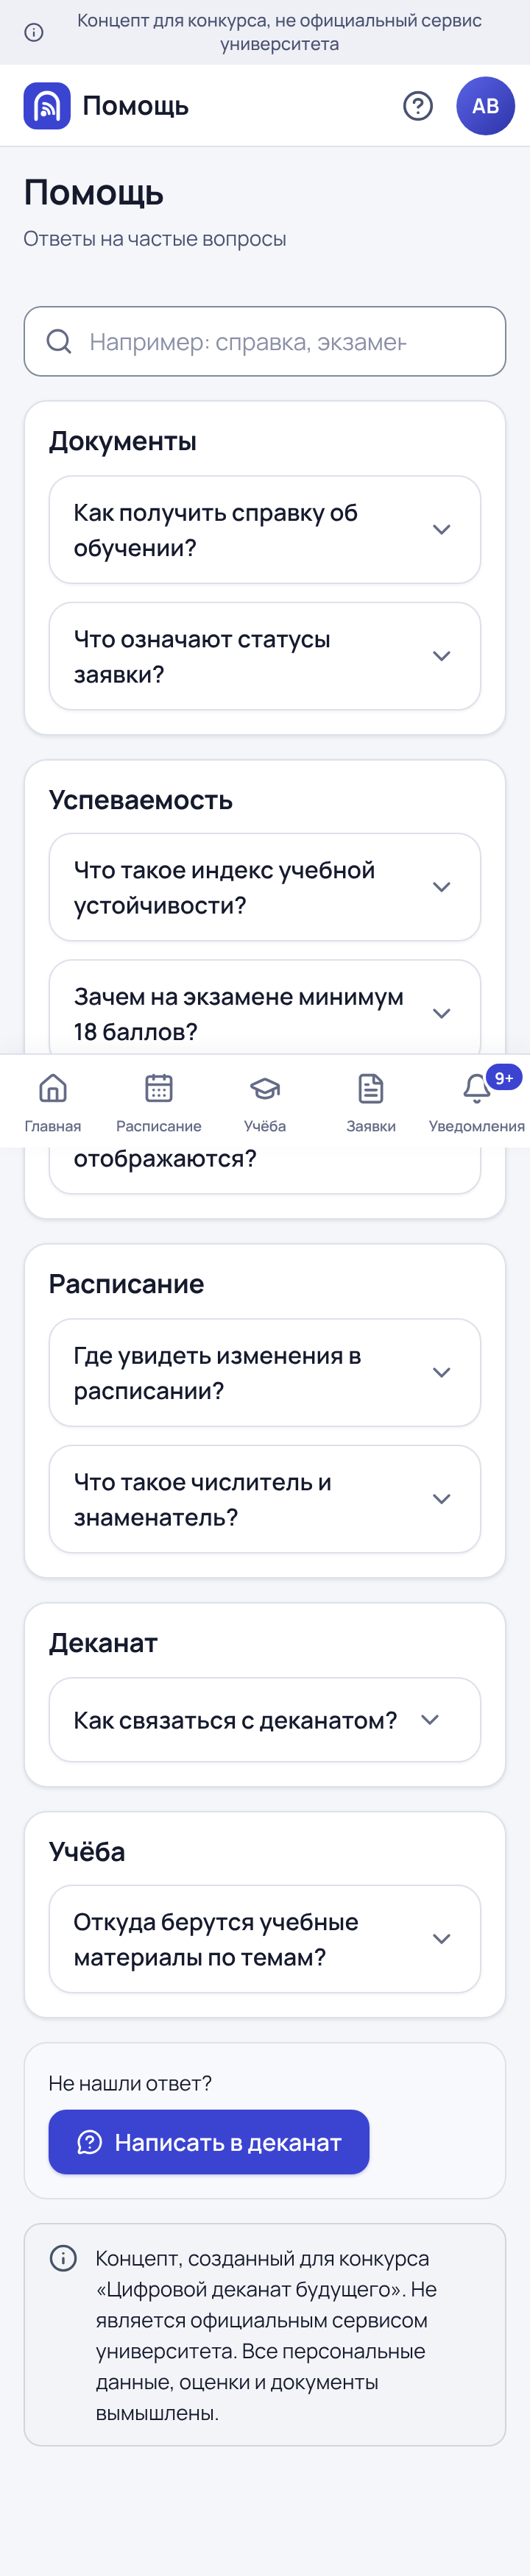 Концепт для конкурса, не официальный сервис
университета
Помощь
АВ
Помощь
Ответы на частые вопросы
Например: справка, экзамен
Документы
Как получить справку об
обучении?
Что означают статусы
заявки?
Успеваемость
Что такое индекс учебной
устойчивости?
Зачем на экзамене минимум
18 баллов?
9+
Главная
Расписание
Учёба
Заявки
Уведомления
отображаются?
Расписание
Где увидеть изменения в
расписании?
Что такое числитель и
знаменатель?
Деканат
Как связаться с деканатом?
Учёба
Откуда берутся учебные
материалы по темам?
Не нашли ответ?
Написать в деканат
Концепт, созданный для конкурса
«Цифровой деканат будущего». Не
является официальным сервисом
университета. Все персональные
данные, оценки и документы
вымышлены.